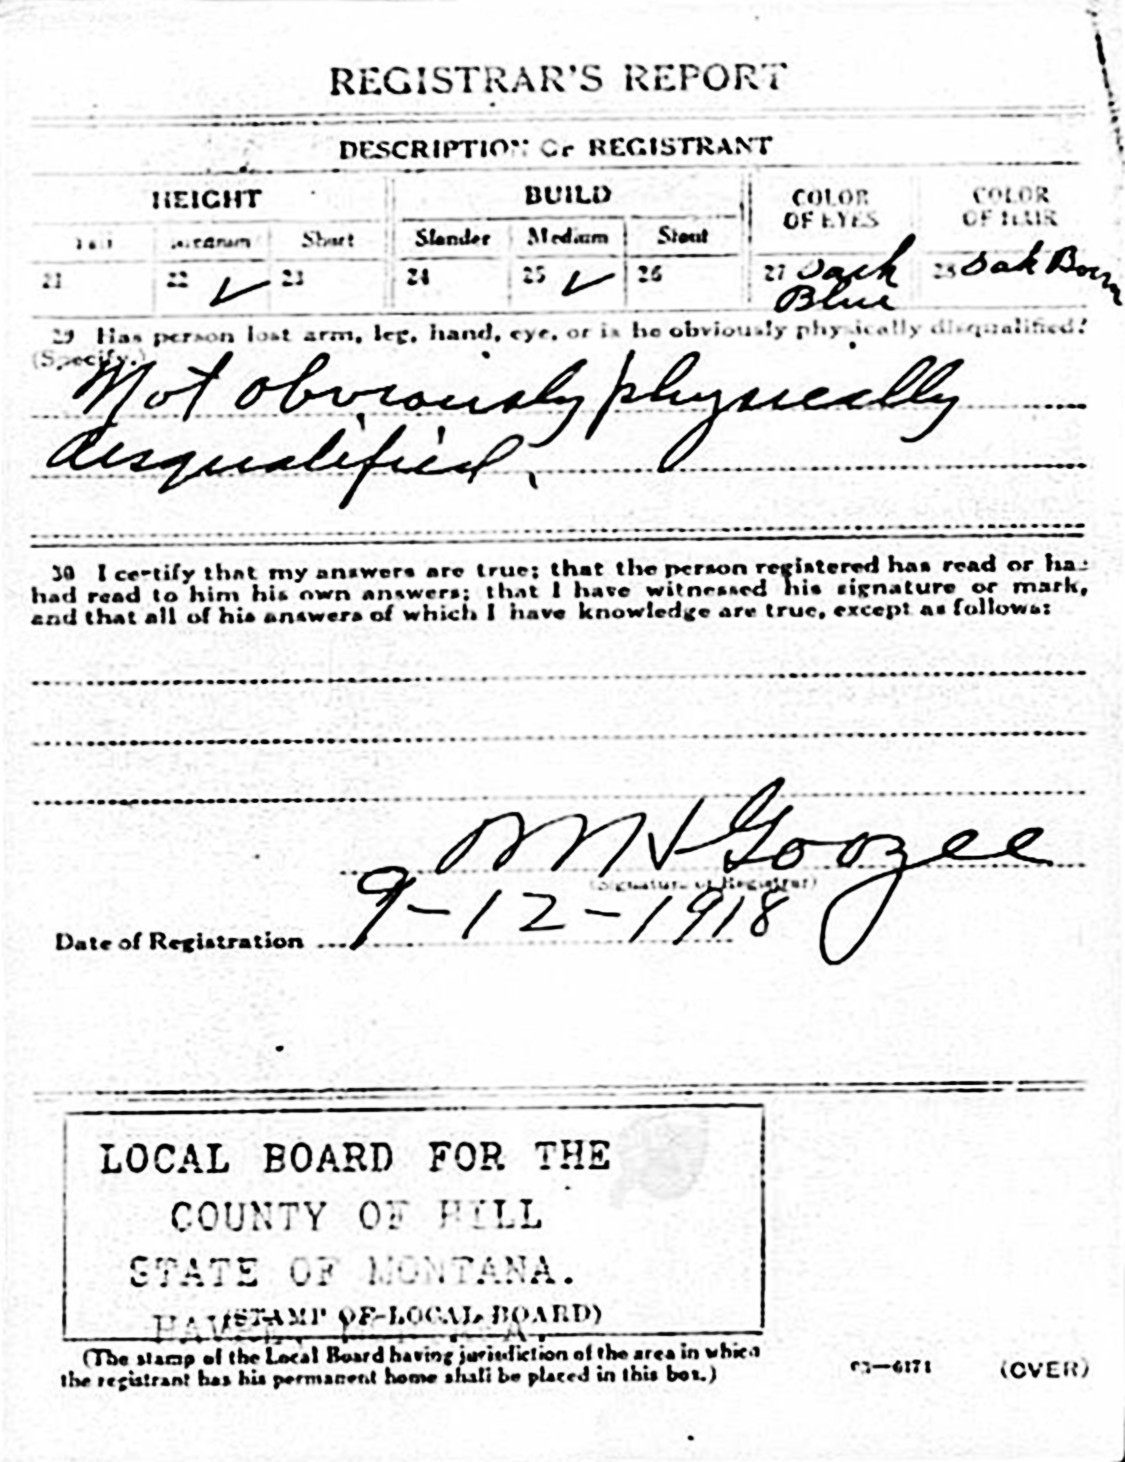 REGISTRAR'S REPORT
DESCRIPTION OF REGISTRANT
HEIGHT BUILD COLOR OF EYES COLOR OF HAIR
Tall Medium Short Slender Medium Stout
21 22 ✓ 23 24 25 ✓ 26 27 Dark Blue 28 Dak Bown
29 Has person lost arm, leg, hand, eye, or is he obviously physically disqualified?
(Specify.)
Not obviously physically
disqualified.
30 I certify that my answers are true; that the person registered has read or has
had read to him his own answers; that I have witnessed his signature or mark,
and that all of his answers of which I have knowledge are true, except as follows:
Goozee
(Signature of Registrar)
Date of Registration 9-12-1918
LOCAL BOARD FOR THE
COUNTY OF HILL
STATE OF MONTANA.
(STAMP OF LOCAL BOARD)
(The stamp of the Local Board having jurisdiction of the area in which
the registrant has his permanent home shall be placed in this box.)
03—6171 (OVER)